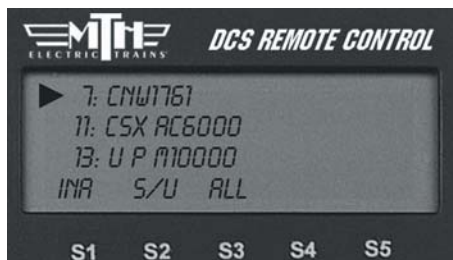 MTH
ELECTRIC TRAINS
DCS REMOTE CONTROL
7: CNW1761
11: CSX AC6000
13: U P M10000
INA S/U ALL
S1 S2 S3 S4 S5